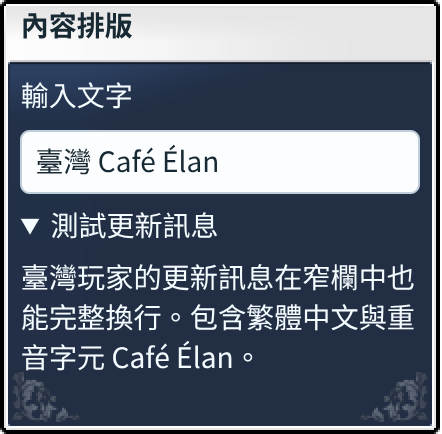 內容排版
輸入文字
臺灣 Café Élan
▼ 測試更新訊息
臺灣玩家的更新訊息在窄欄中也
能完整換行。包含繁體中文與重
音字元 Café Élan。